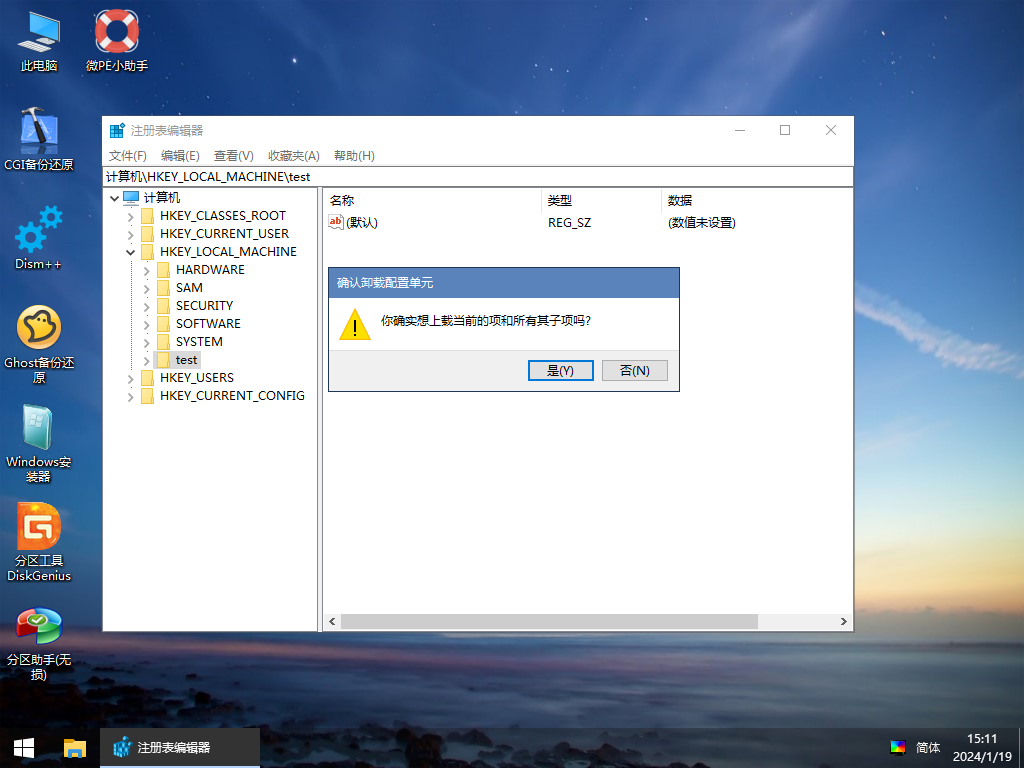 此电脑
微PE小助手
CGI备份还原
Dism++
Ghost备份还
原
Windows安
装器
分区工具
DiskGenius
分区助手(无
损)
注册表编辑器
文件(F) 编辑(E) 查看(V) 收藏夹(A) 帮助(H)
计算机\HKEY_LOCAL_MACHINE\test
计算机
HKEY_CLASSES_ROOT
HKEY_CURRENT_USER
HKEY_LOCAL_MACHINE
HARDWARE
SAM
SECURITY
SOFTWARE
SYSTEM
test
HKEY_USERS
HKEY_CURRENT_CONFIG
名称 类型 数据
ab (默认) REG_SZ (数值未设置)
确认卸载配置单元
你确实想上载当前的项和所有其子项吗?
是(Y) 否(N)
注册表编辑器
简体
15:11
2024/1/19